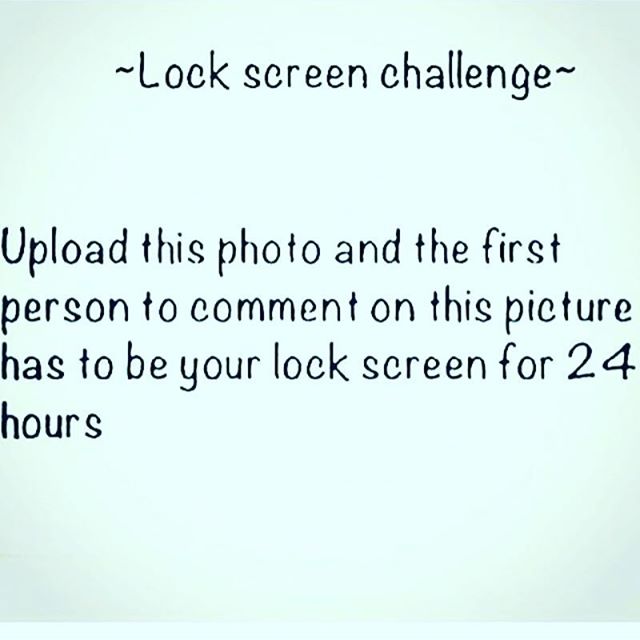 ~Lock screen challenge~
Upload this photo and the first
person to comment on this picture
has to be your lock screen for 24
hours